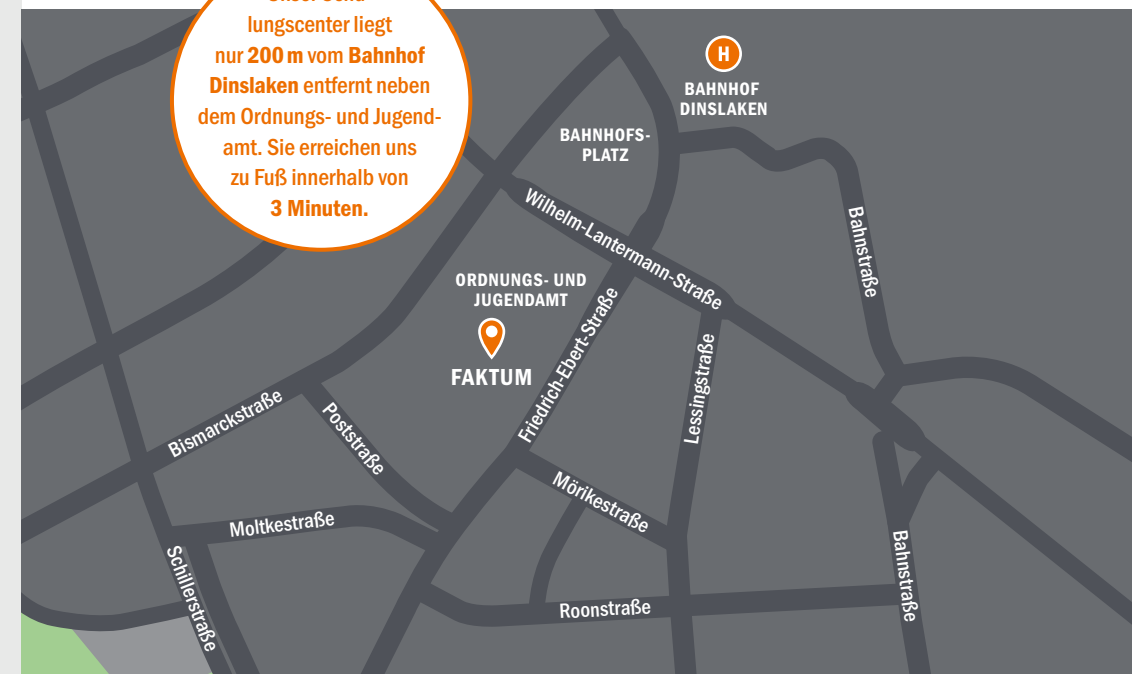 lungscenter liegt
nur 200 m vom Bahnhof
Dinslaken entfernt neben
dem Ordnungs- und Jugend-
amt. Sie erreichen uns
zu Fuß innerhalb von
3 Minuten.
H
BAHNHOF
DINSLAKEN
BAHNHOFS-
PLATZ
Wilhelm-Lantermann-Straße
Bahnstraße
ORDNUNGS- UND
JUGENDAMT
FAKTUM
Friedrich-Ebert-Straße
Lessingstraße
Bismarckstraße
Poststraße
Mörikestraße
Moltkestraße
Schillerstraße
Bahnstraße
Roonstraße